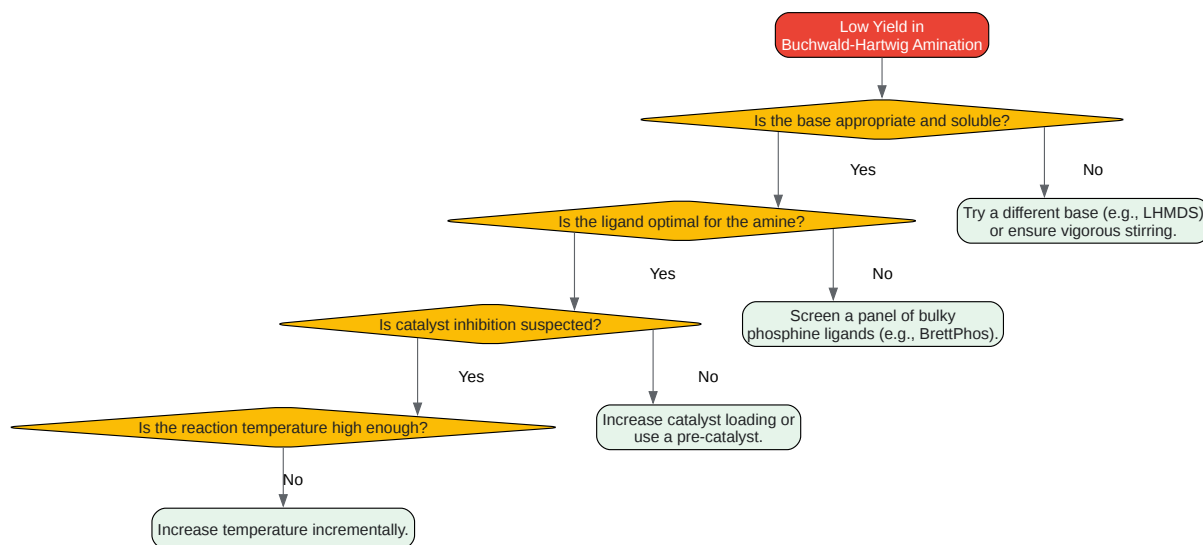 Low Yield in
Buchwald-Hartwig Amination
Is the base appropriate and soluble?
Yes
No
Try a different base (e.g., LHMDS)
or ensure vigorous stirring.
Is the ligand optimal for the amine?
Yes
No
Screen a panel of bulky
phosphine ligands (e.g., BrettPhos).
Is catalyst inhibition suspected?
Yes
No
Increase catalyst loading or
use a pre-catalyst.
Is the reaction temperature high enough?
No
Increase temperature incrementally.